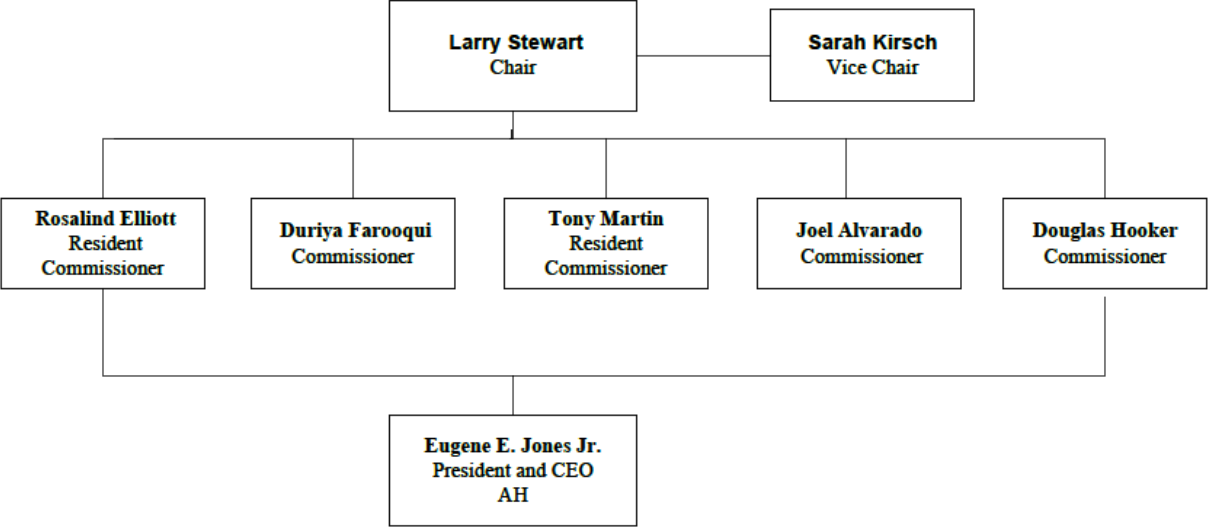 Larry Stewart
Chair
Sarah Kirsch
Vice Chair
Rosalind Elliott
Resident
Commissioner
Duriya Farooqui
Commissioner
Tony Martin
Resident
Commissioner
Joel Alvarado
Commissioner
Douglas Hooker
Commissioner
Eugene E. Jones Jr.
President and CEO
AH